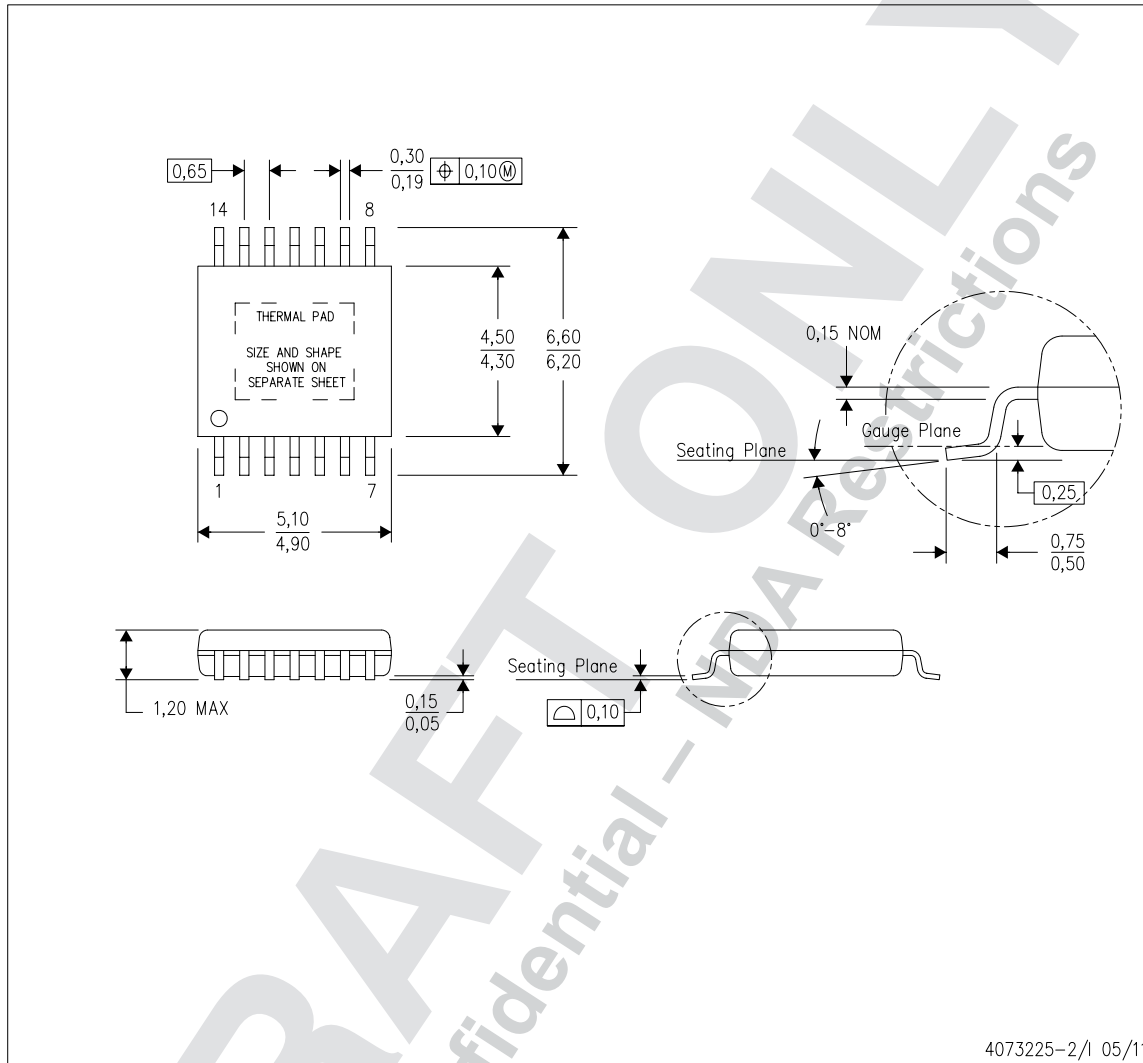 0,65
0,30
0,19
0,10 Ⓜ
14
8
THERMAL PAD
SIZE AND SHAPE
SHOWN ON
SEPARATE SHEET
4,50
4,30
6,60
6,20
1
7
5,10
4,90
0,15 NOM
Gauge Plane
Seating Plane
0°–8°
0,25
0,75
0,50
1,20 MAX
0,15
0,05
Seating Plane
0,10
RAFT ONLY
fidential – NDA Restrictions
4073225-2/I 05/11